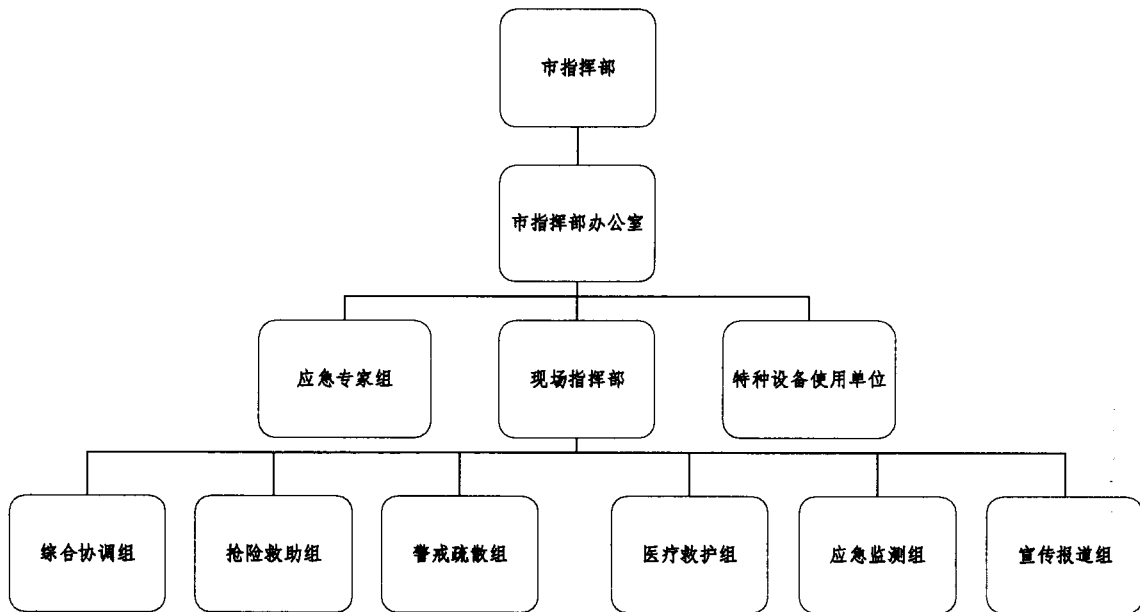 市指挥部
市指挥部办公室
应急专家组
现场指挥部
特种设备使用单位
综合协调组
抢险救助组
警戒疏散组
医疗救护组
应急监测组
宣传报道组